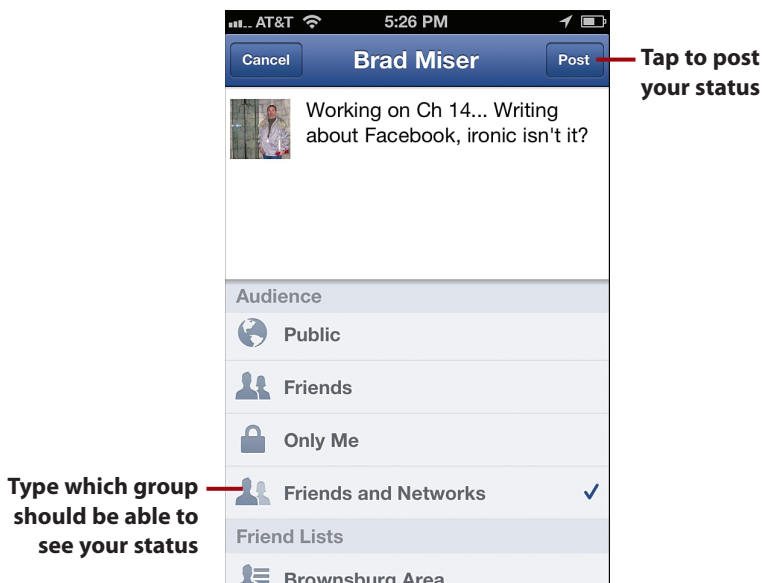 AT&T 5:26 PM
Cancel Brad Miser Post
Tap to post
your status
Working on Ch 14... Writing
about Facebook, ironic isn't it?
Audience
Public
Friends
Only Me
Friends and Networks
Type which group
should be able to
see your status
Friend Lists
Brownsburg Area